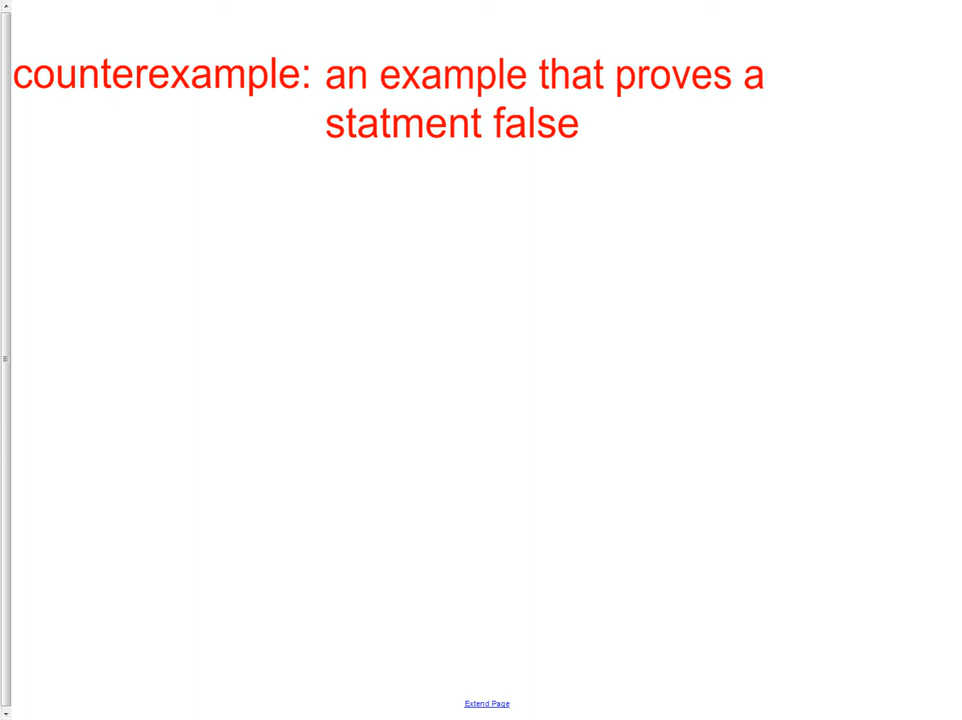 counterexample: an example that proves a
statment false
Extend Page